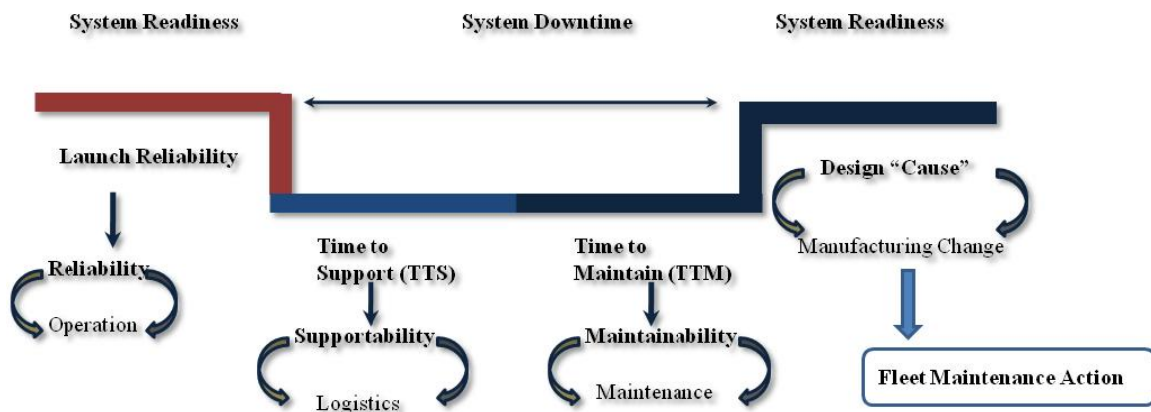 System Readiness
System Downtime
System Readiness
Launch Reliability
Reliability
Operation
Time to
Support (TTS)
Supportability
Logistics
Time to
Maintain (TTM)
Maintainability
Maintenance
Design “Cause”
Manufacturing Change
Fleet Maintenance Action